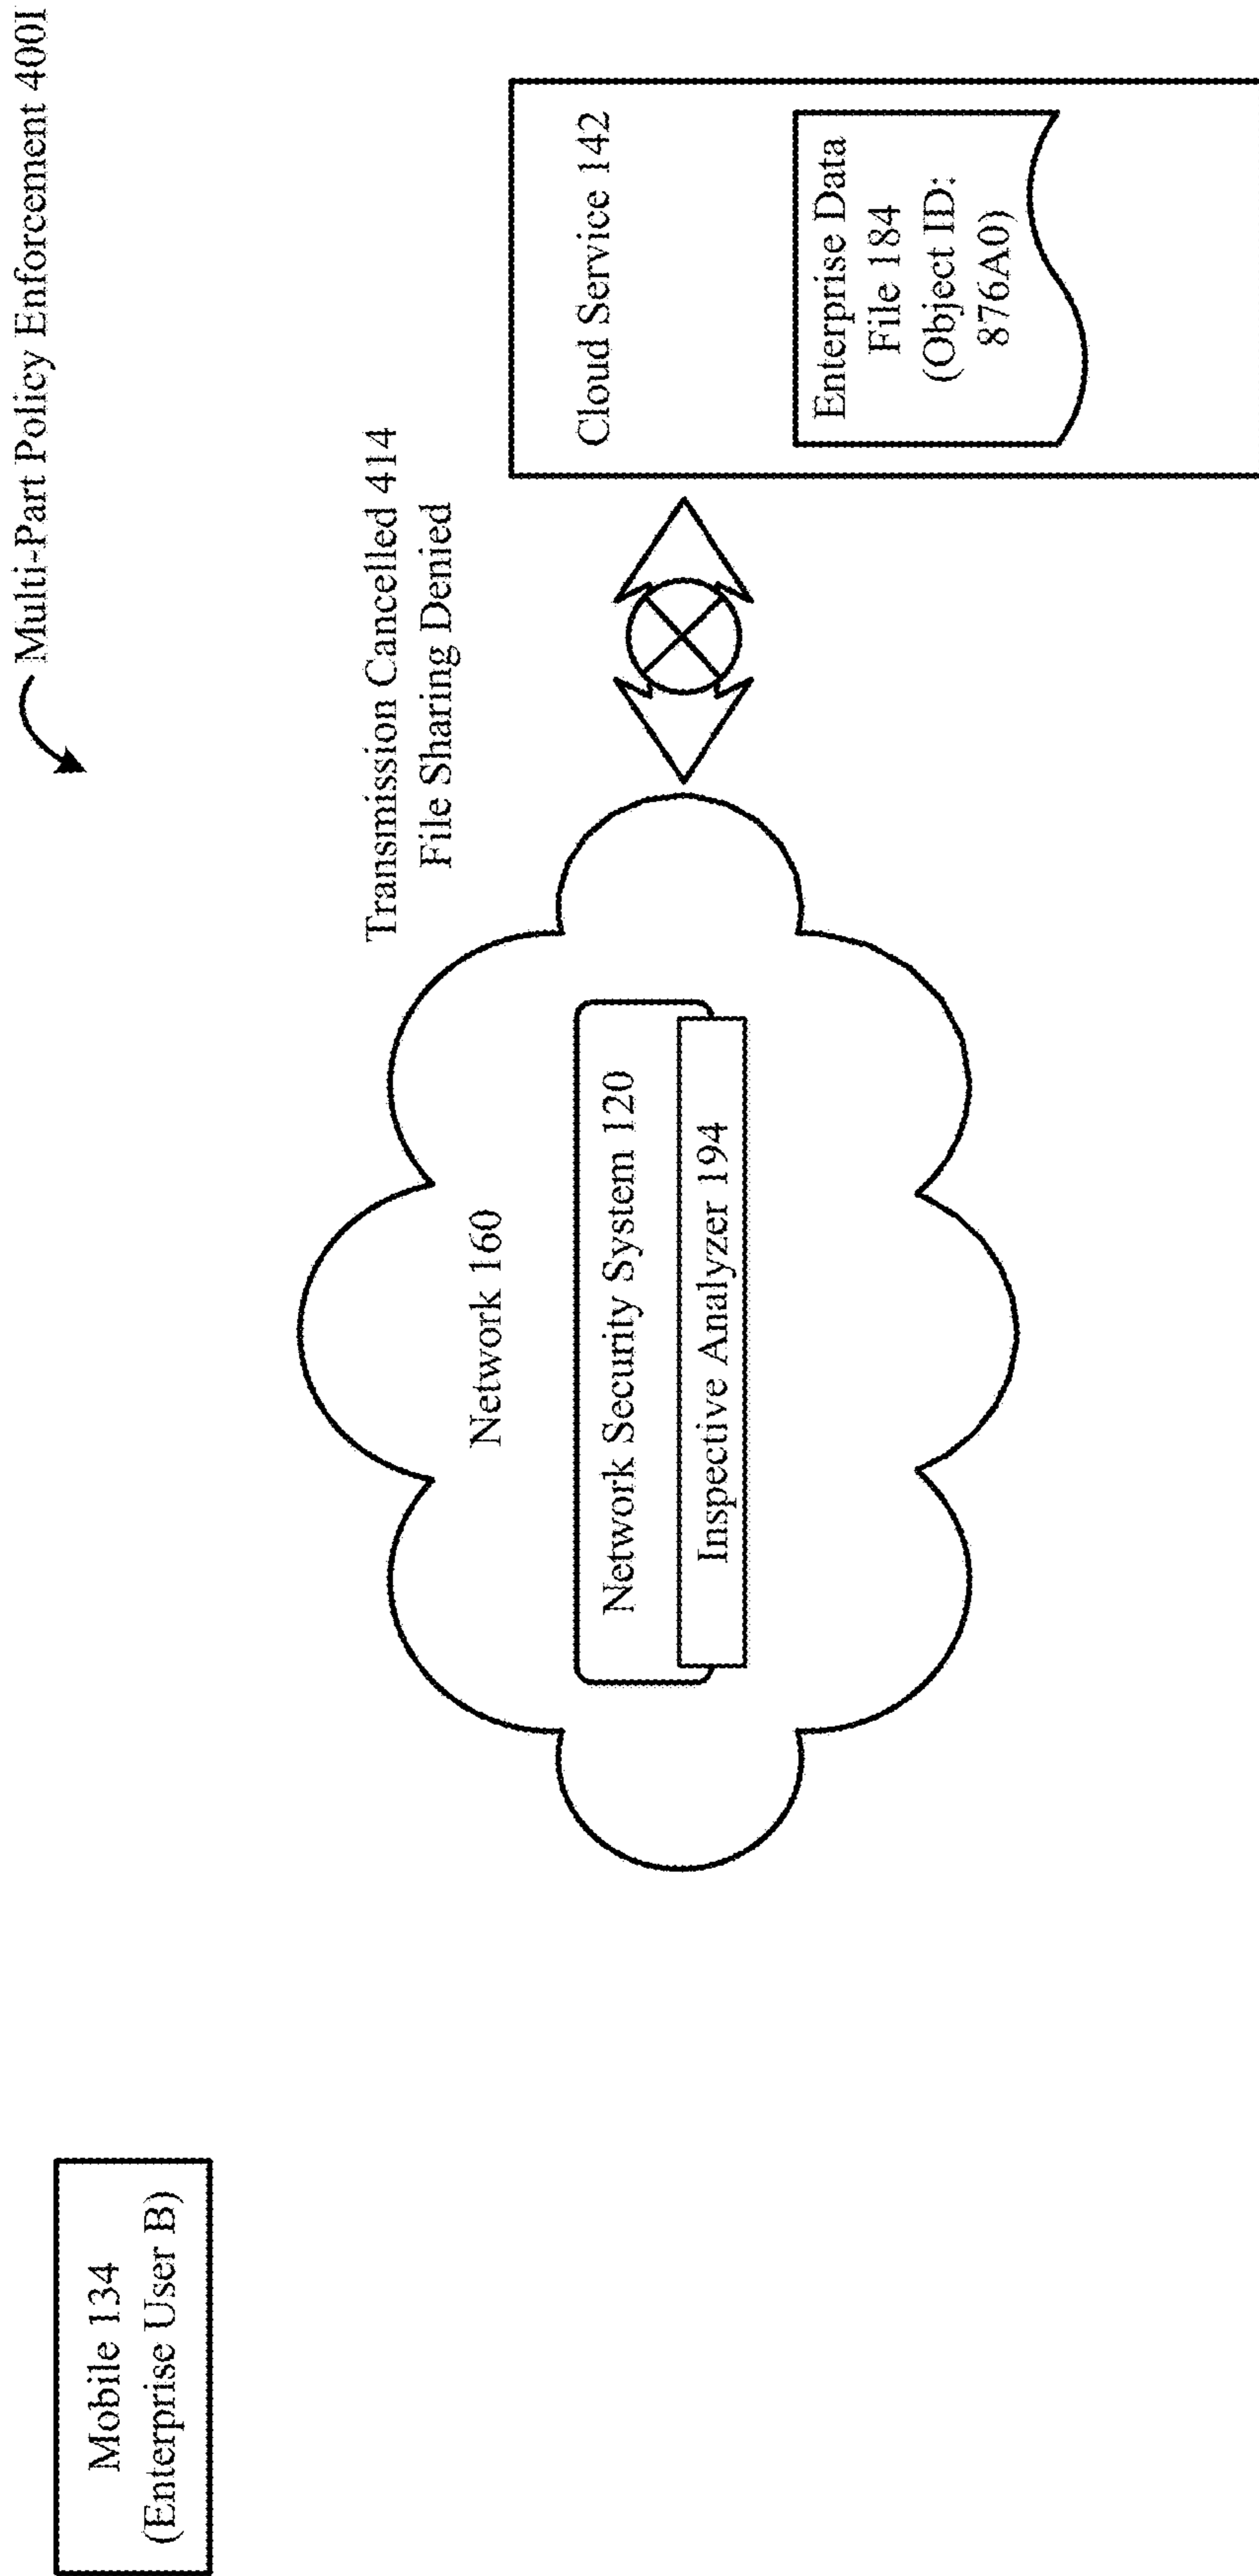 Multi-Part Policy Enforcement 400I
Mobile 134
(Enterprise User B)
Transmission Cancelled 414
File Sharing Denied
Network 160
Network Security System 120
Inspective Analyzer 194
Cloud Service 142
Enterprise Data
File 184
(Object ID:
876A0)